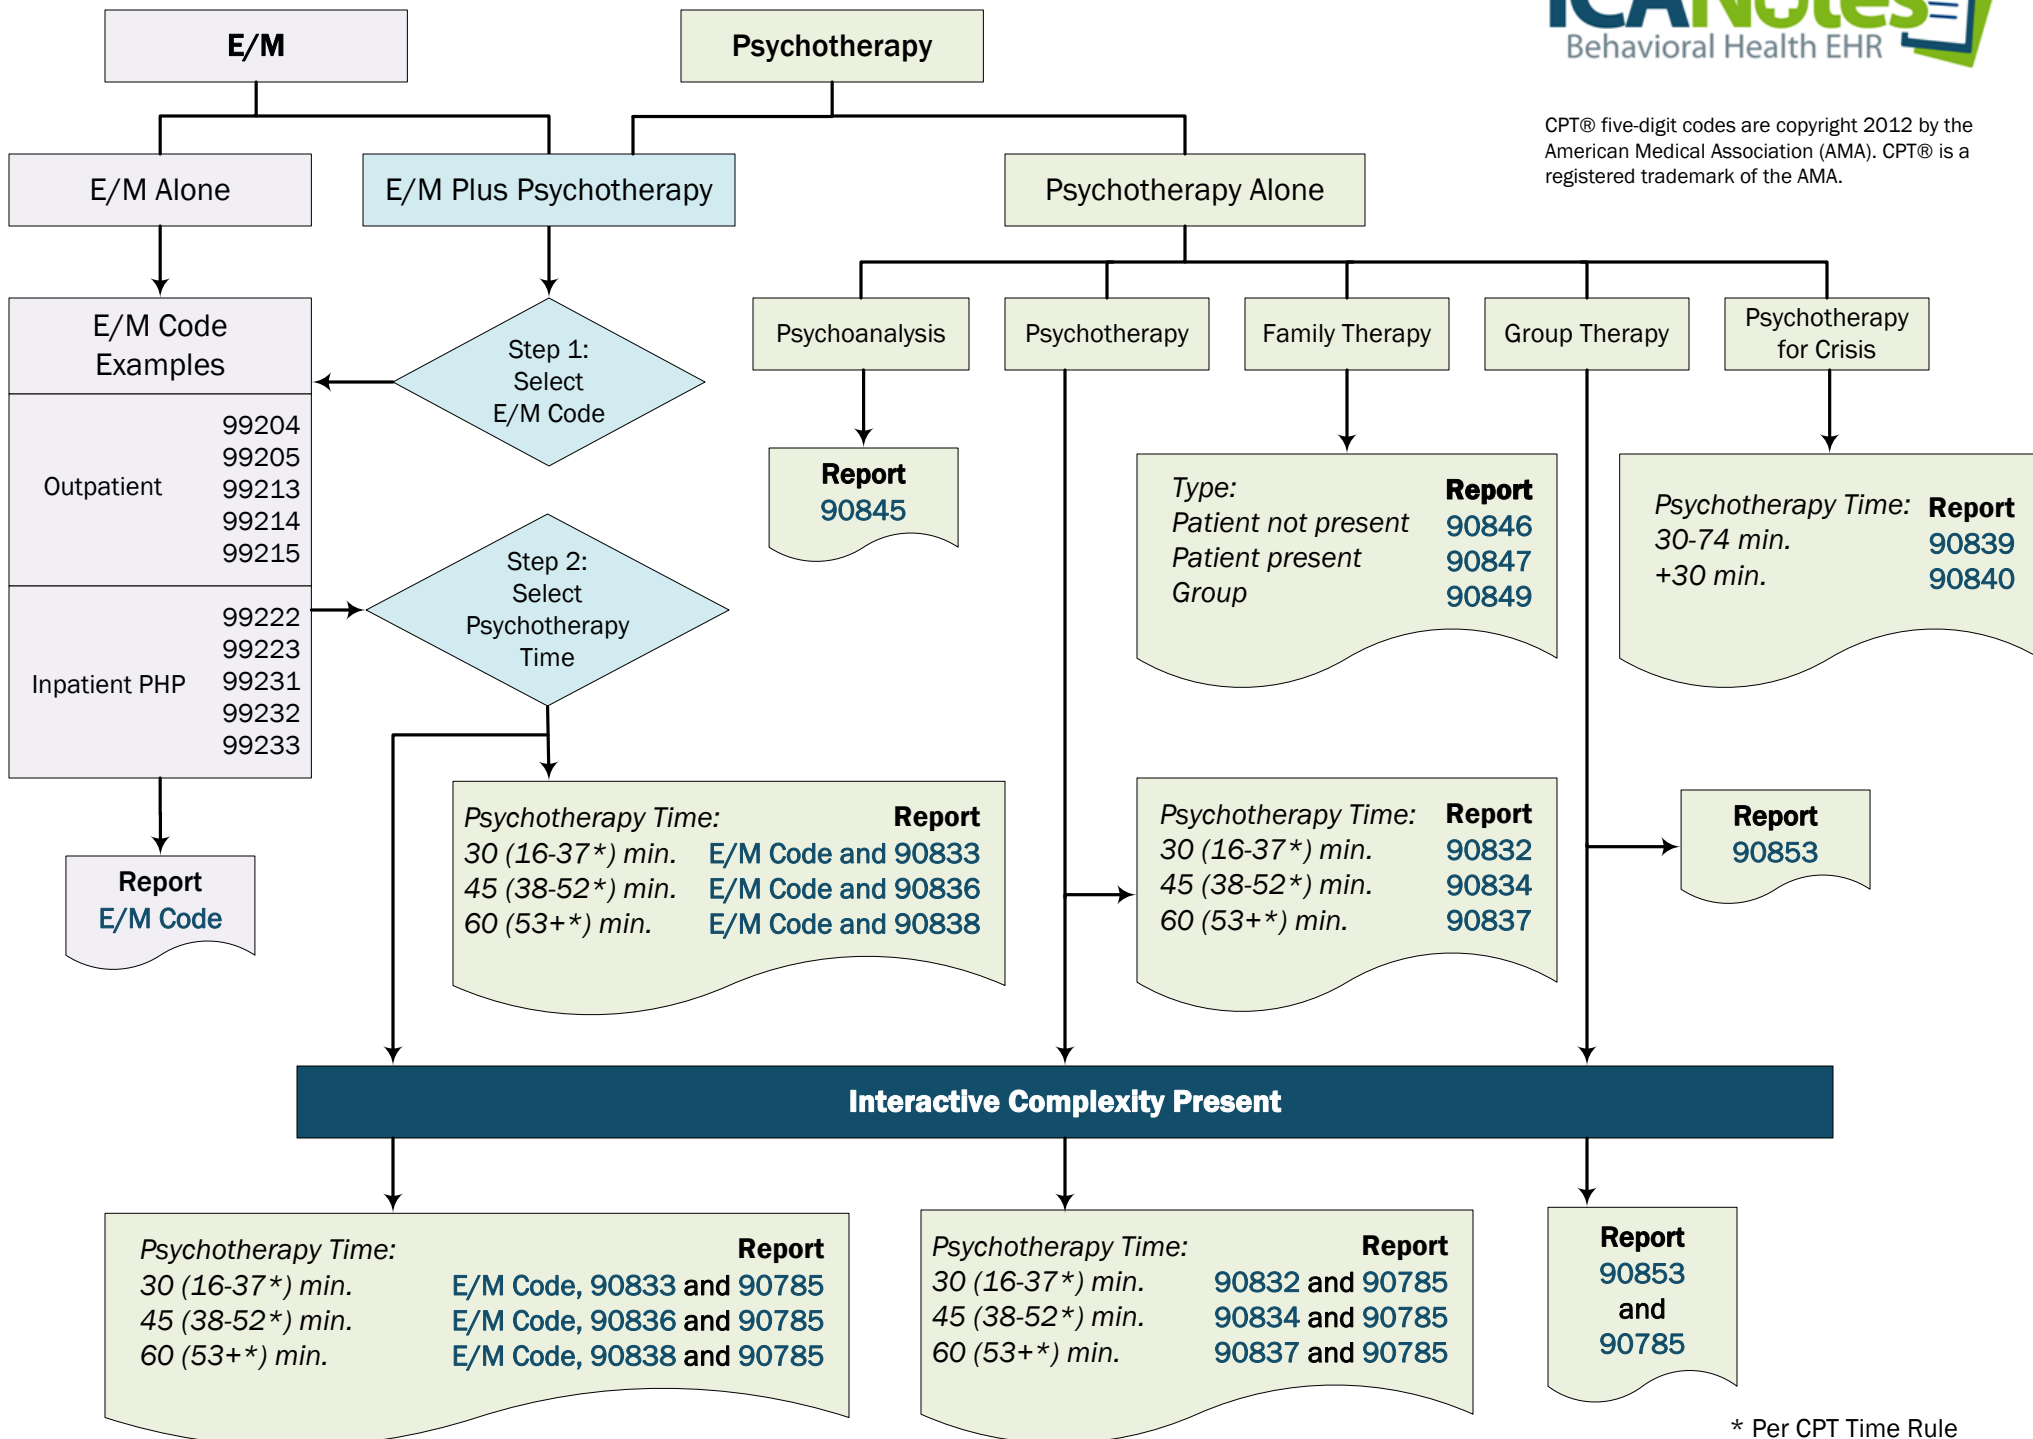 E/M
Psychotherapy
ICANotes
Behavioral Health EHR
CPT® five-digit codes are copyright 2012 by the
American Medical Association (AMA). CPT® is a
registered trademark of the AMA.
E/M Alone
E/M Plus Psychotherapy
Psychotherapy Alone
E/M Code
Examples
Outpatient
99204
99205
99213
99214
99215
Inpatient PHP
99222
99223
99231
99232
99233
Report
E/M Code
Step 1:
Select
E/M Code
Step 2:
Select
Psychotherapy
Time
Psychotherapy Time: Report
30 (16-37*) min. E/M Code and 90833
45 (38-52*) min. E/M Code and 90836
60 (53+*) min. E/M Code and 90838
Psychoanalysis
Psychotherapy
Family Therapy
Group Therapy
Psychotherapy
for Crisis
Report
90845
Type: Report
Patient not present 90846
Patient present 90847
Group 90849
Psychotherapy Time: Report
30-74 min. 90839
+30 min. 90840
Psychotherapy Time: Report
30 (16-37*) min. 90832
45 (38-52*) min. 90834
60 (53+*) min. 90837
Report
90853
Interactive Complexity Present
Psychotherapy Time: Report
30 (16-37*) min. E/M Code, 90833 and 90785
45 (38-52*) min. E/M Code, 90836 and 90785
60 (53+*) min. E/M Code, 90838 and 90785
Psychotherapy Time: Report
30 (16-37*) min. 90832 and 90785
45 (38-52*) min. 90834 and 90785
60 (53+*) min. 90837 and 90785
Report
90853
and
90785
* Per CPT Time Rule